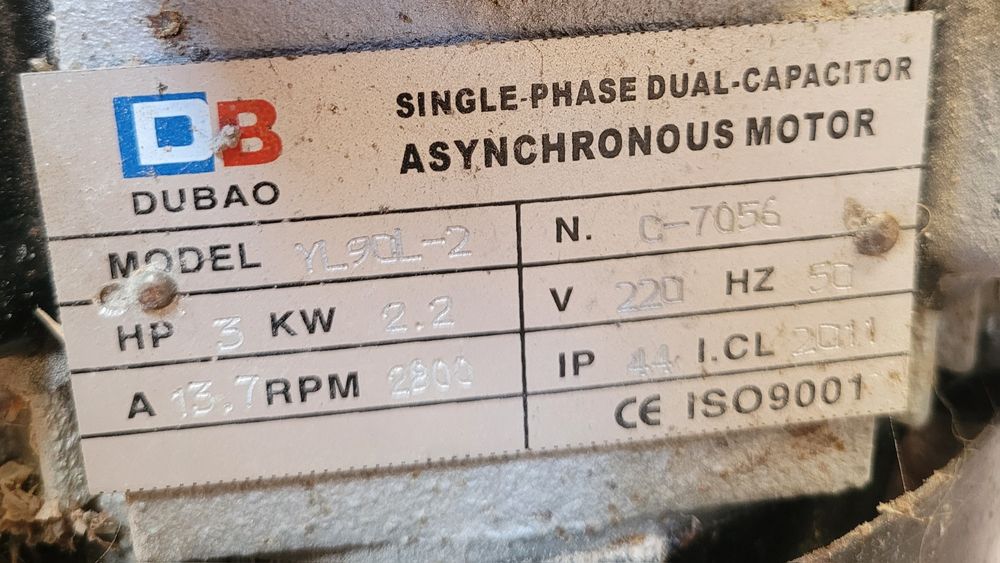 DB
DUBAO
SINGLE-PHASE DUAL-CAPACITOR
ASYNCHRONOUS MOTOR
MODEL YL90L-2
N. C-7056
HP 3 KW 2.2
V 220 HZ 50
A 13.7 RPM 2800
IP 44 I.CL 2011
CE ISO9001